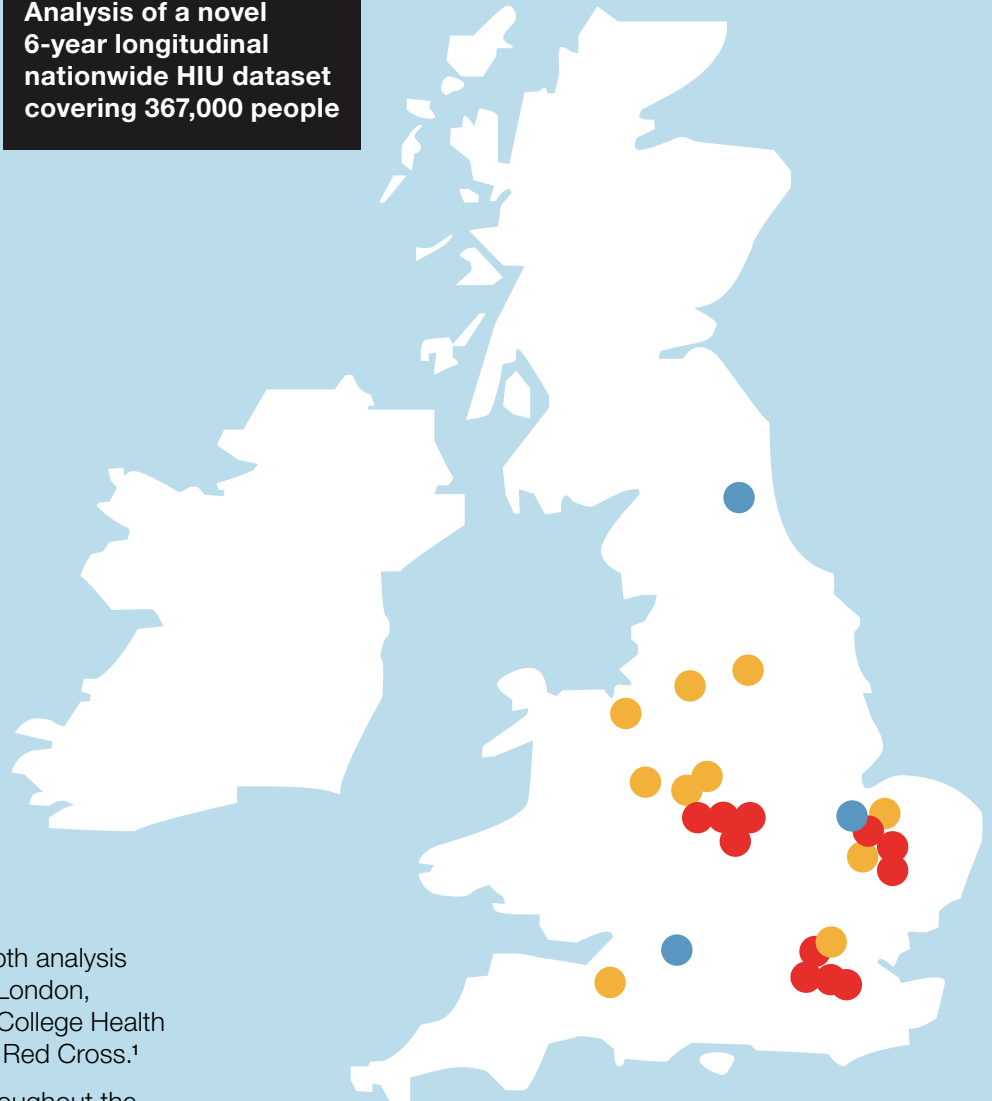 Analysis of a novel
6-year longitudinal
nationwide HIU dataset
covering 367,000 people
analysis
London,
College Health
Red Cross.¹
the